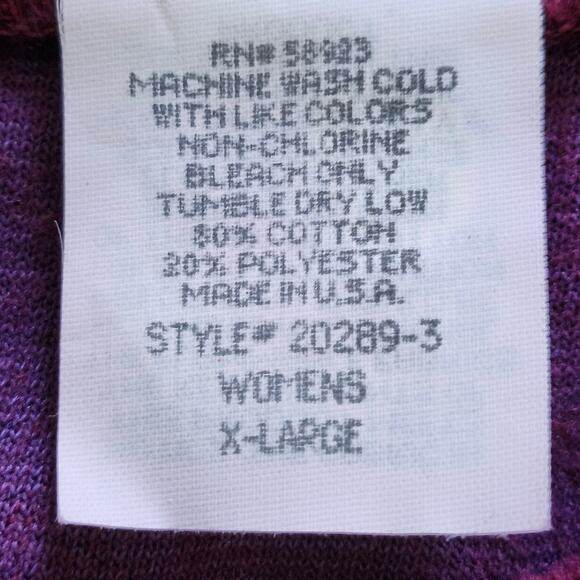 RN# 58923
MACHINE WASH COLD
WITH LIKE COLORS
NON-CHLORINE
BLEACH ONLY
TUMBLE DRY LOW
80% COTTON
20% POLYESTER
MADE IN U.S.A.
STYLE# 20289-3
WOMENS
X-LARGE